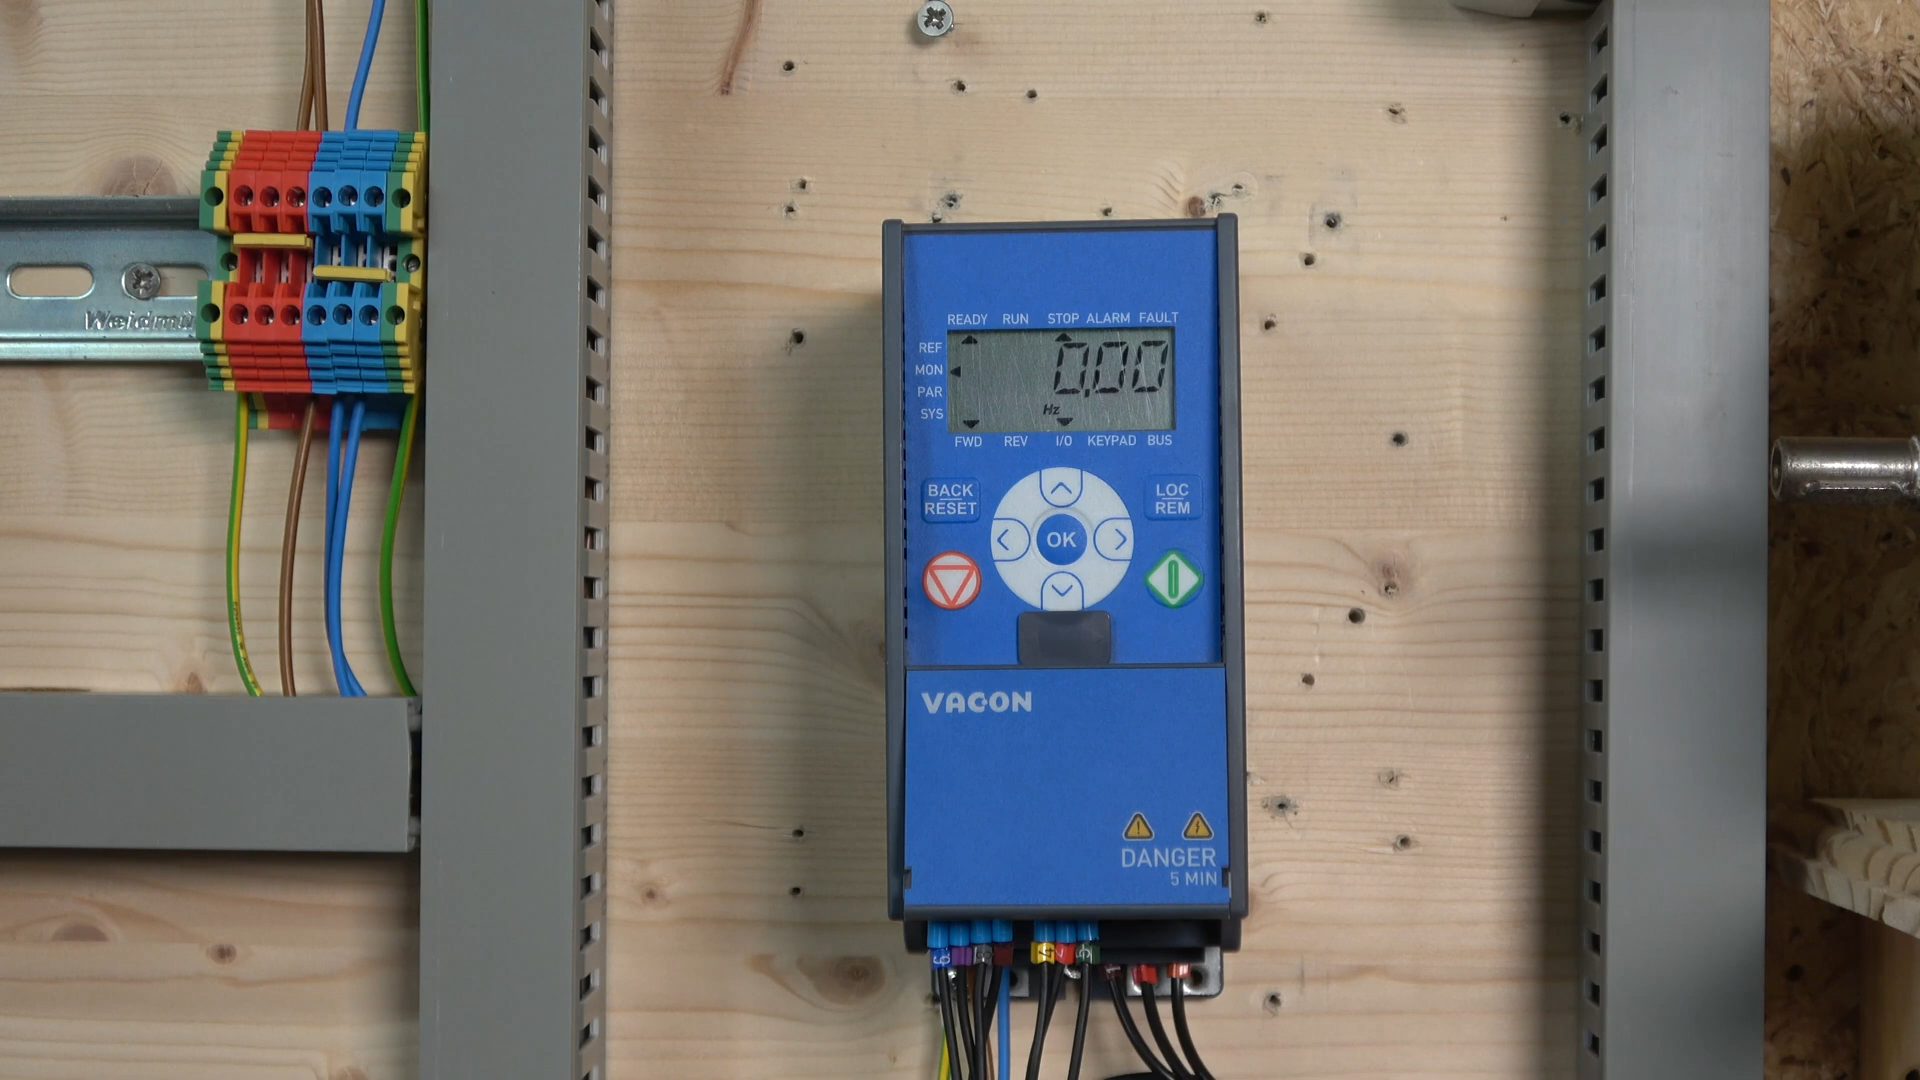 READY RUN STOP ALARM FAULT
REF
MON
PAR
SYS
0.00
Hz
FWD REV I/O KEYPAD BUS
BACK
RESET
LOC
REM
OK
VACON
DANGER
5 MIN